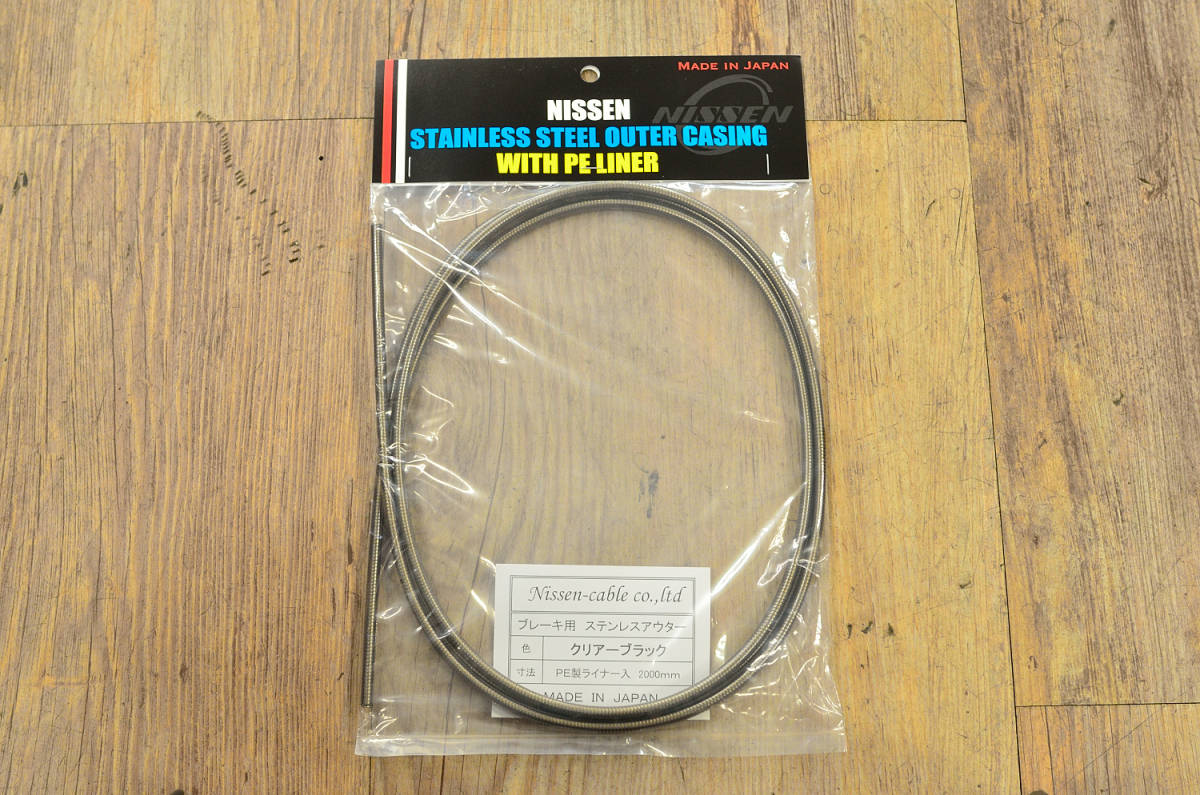 MADE IN JAPAN
NISSEN
NISSEN
STAINLESS STEEL OUTER CASING
WITH PE LINER
Nissen-cable co.,ltd
ブレーキ用 ステンレスアウター
色 クリアーブラック
寸法 PE製ライナー入 2000mm
MADE IN JAPAN